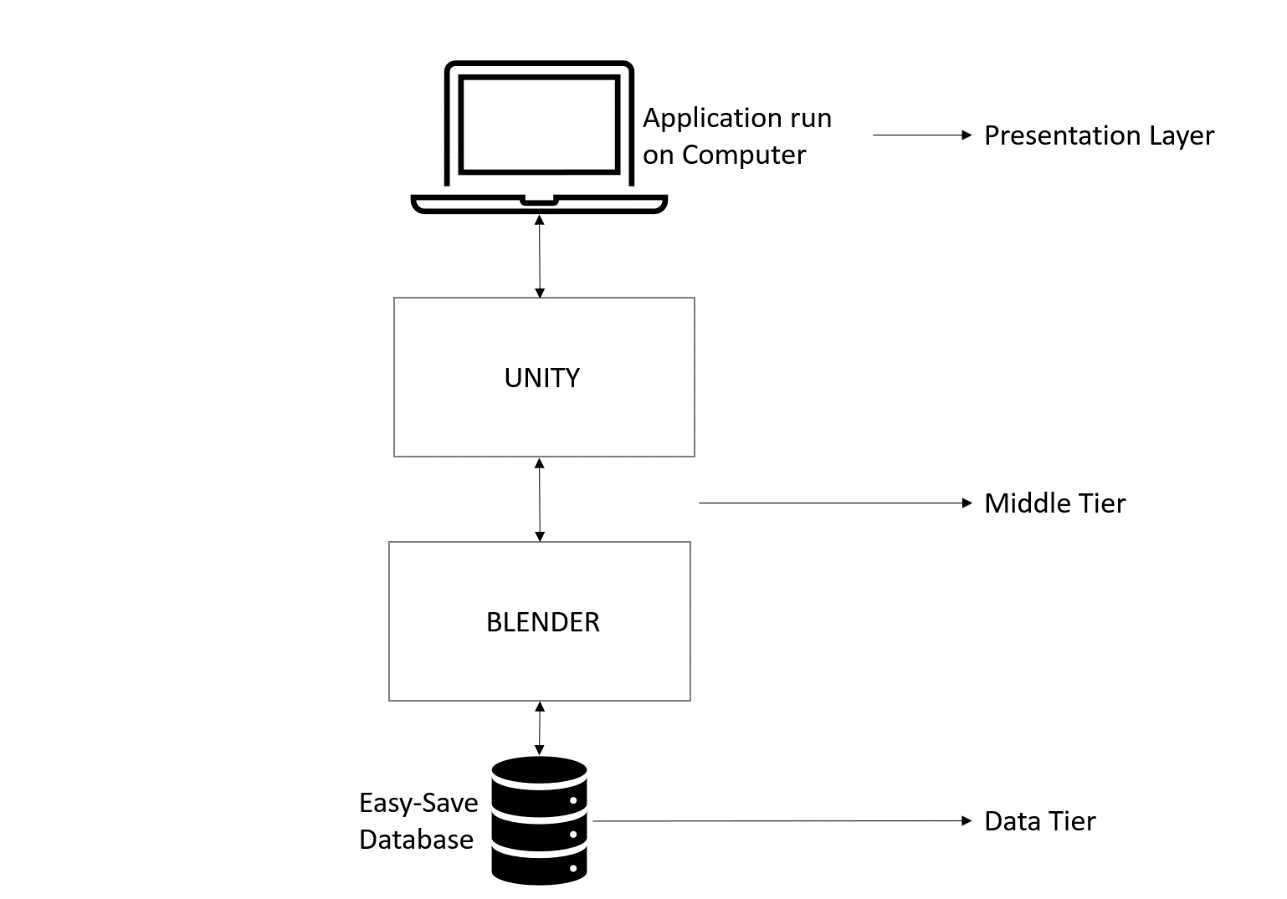 Application run
on Computer
Presentation Layer
UNITY
Middle Tier
BLENDER
Easy-Save
Database
Data Tier